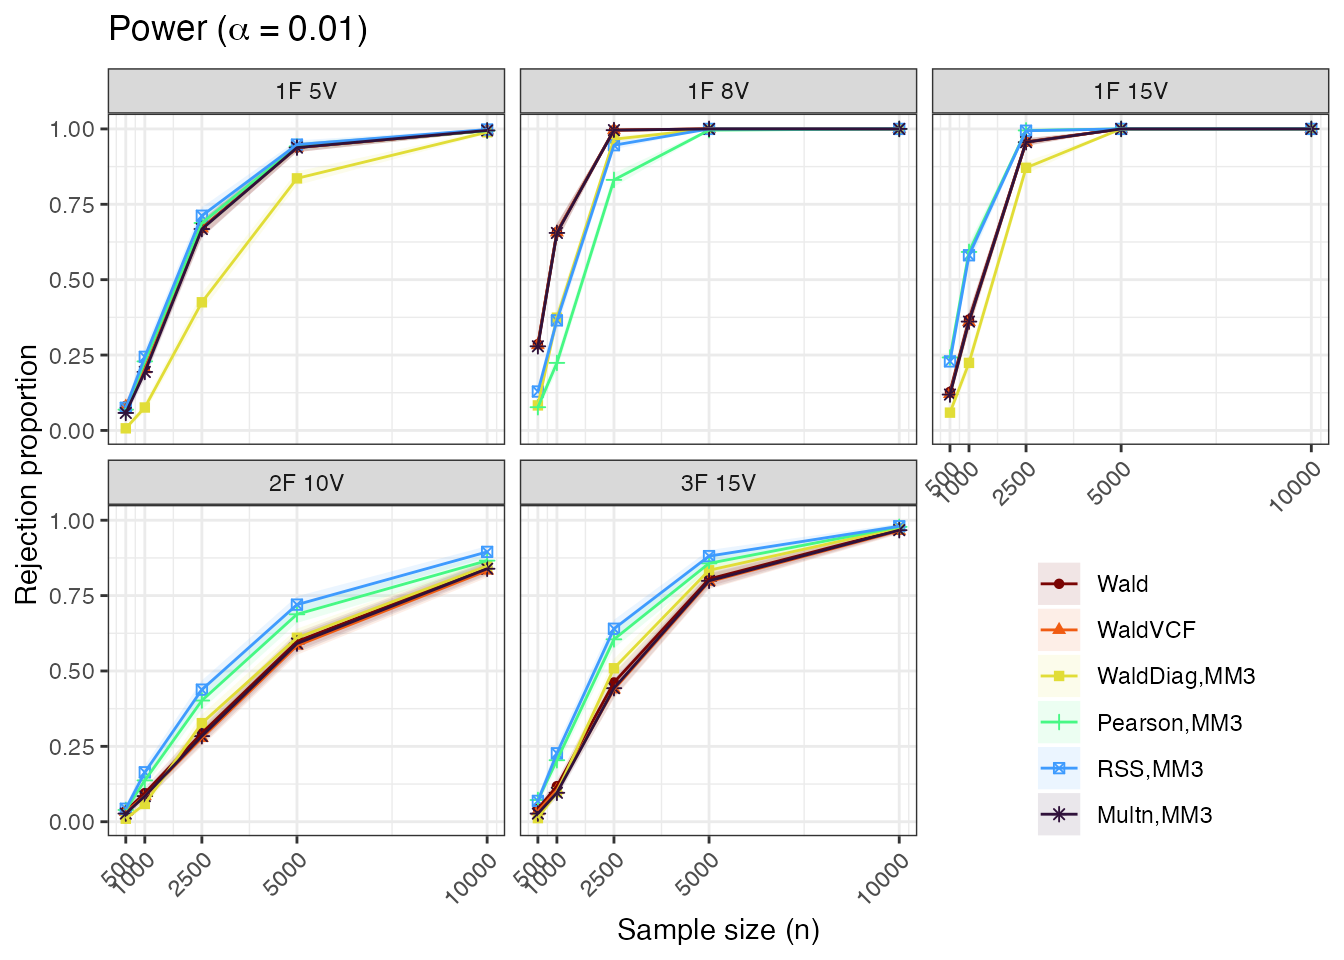 Power (α = 0.01)
1F 5V
1F 8V
1F 15V
1.00
0.75
0.50
0.25
0.00
500
1000
2500
5000
10000
2F 10V
3F 15V
1.00
0.75
0.50
0.25
0.00
500
1000
2500
5000
10000
500
1000
2500
5000
10000
Rejection proportion
Sample size (n)
Wald
WaldVCF
WaldDiag,MM3
Pearson,MM3
RSS,MM3
Multn,MM3